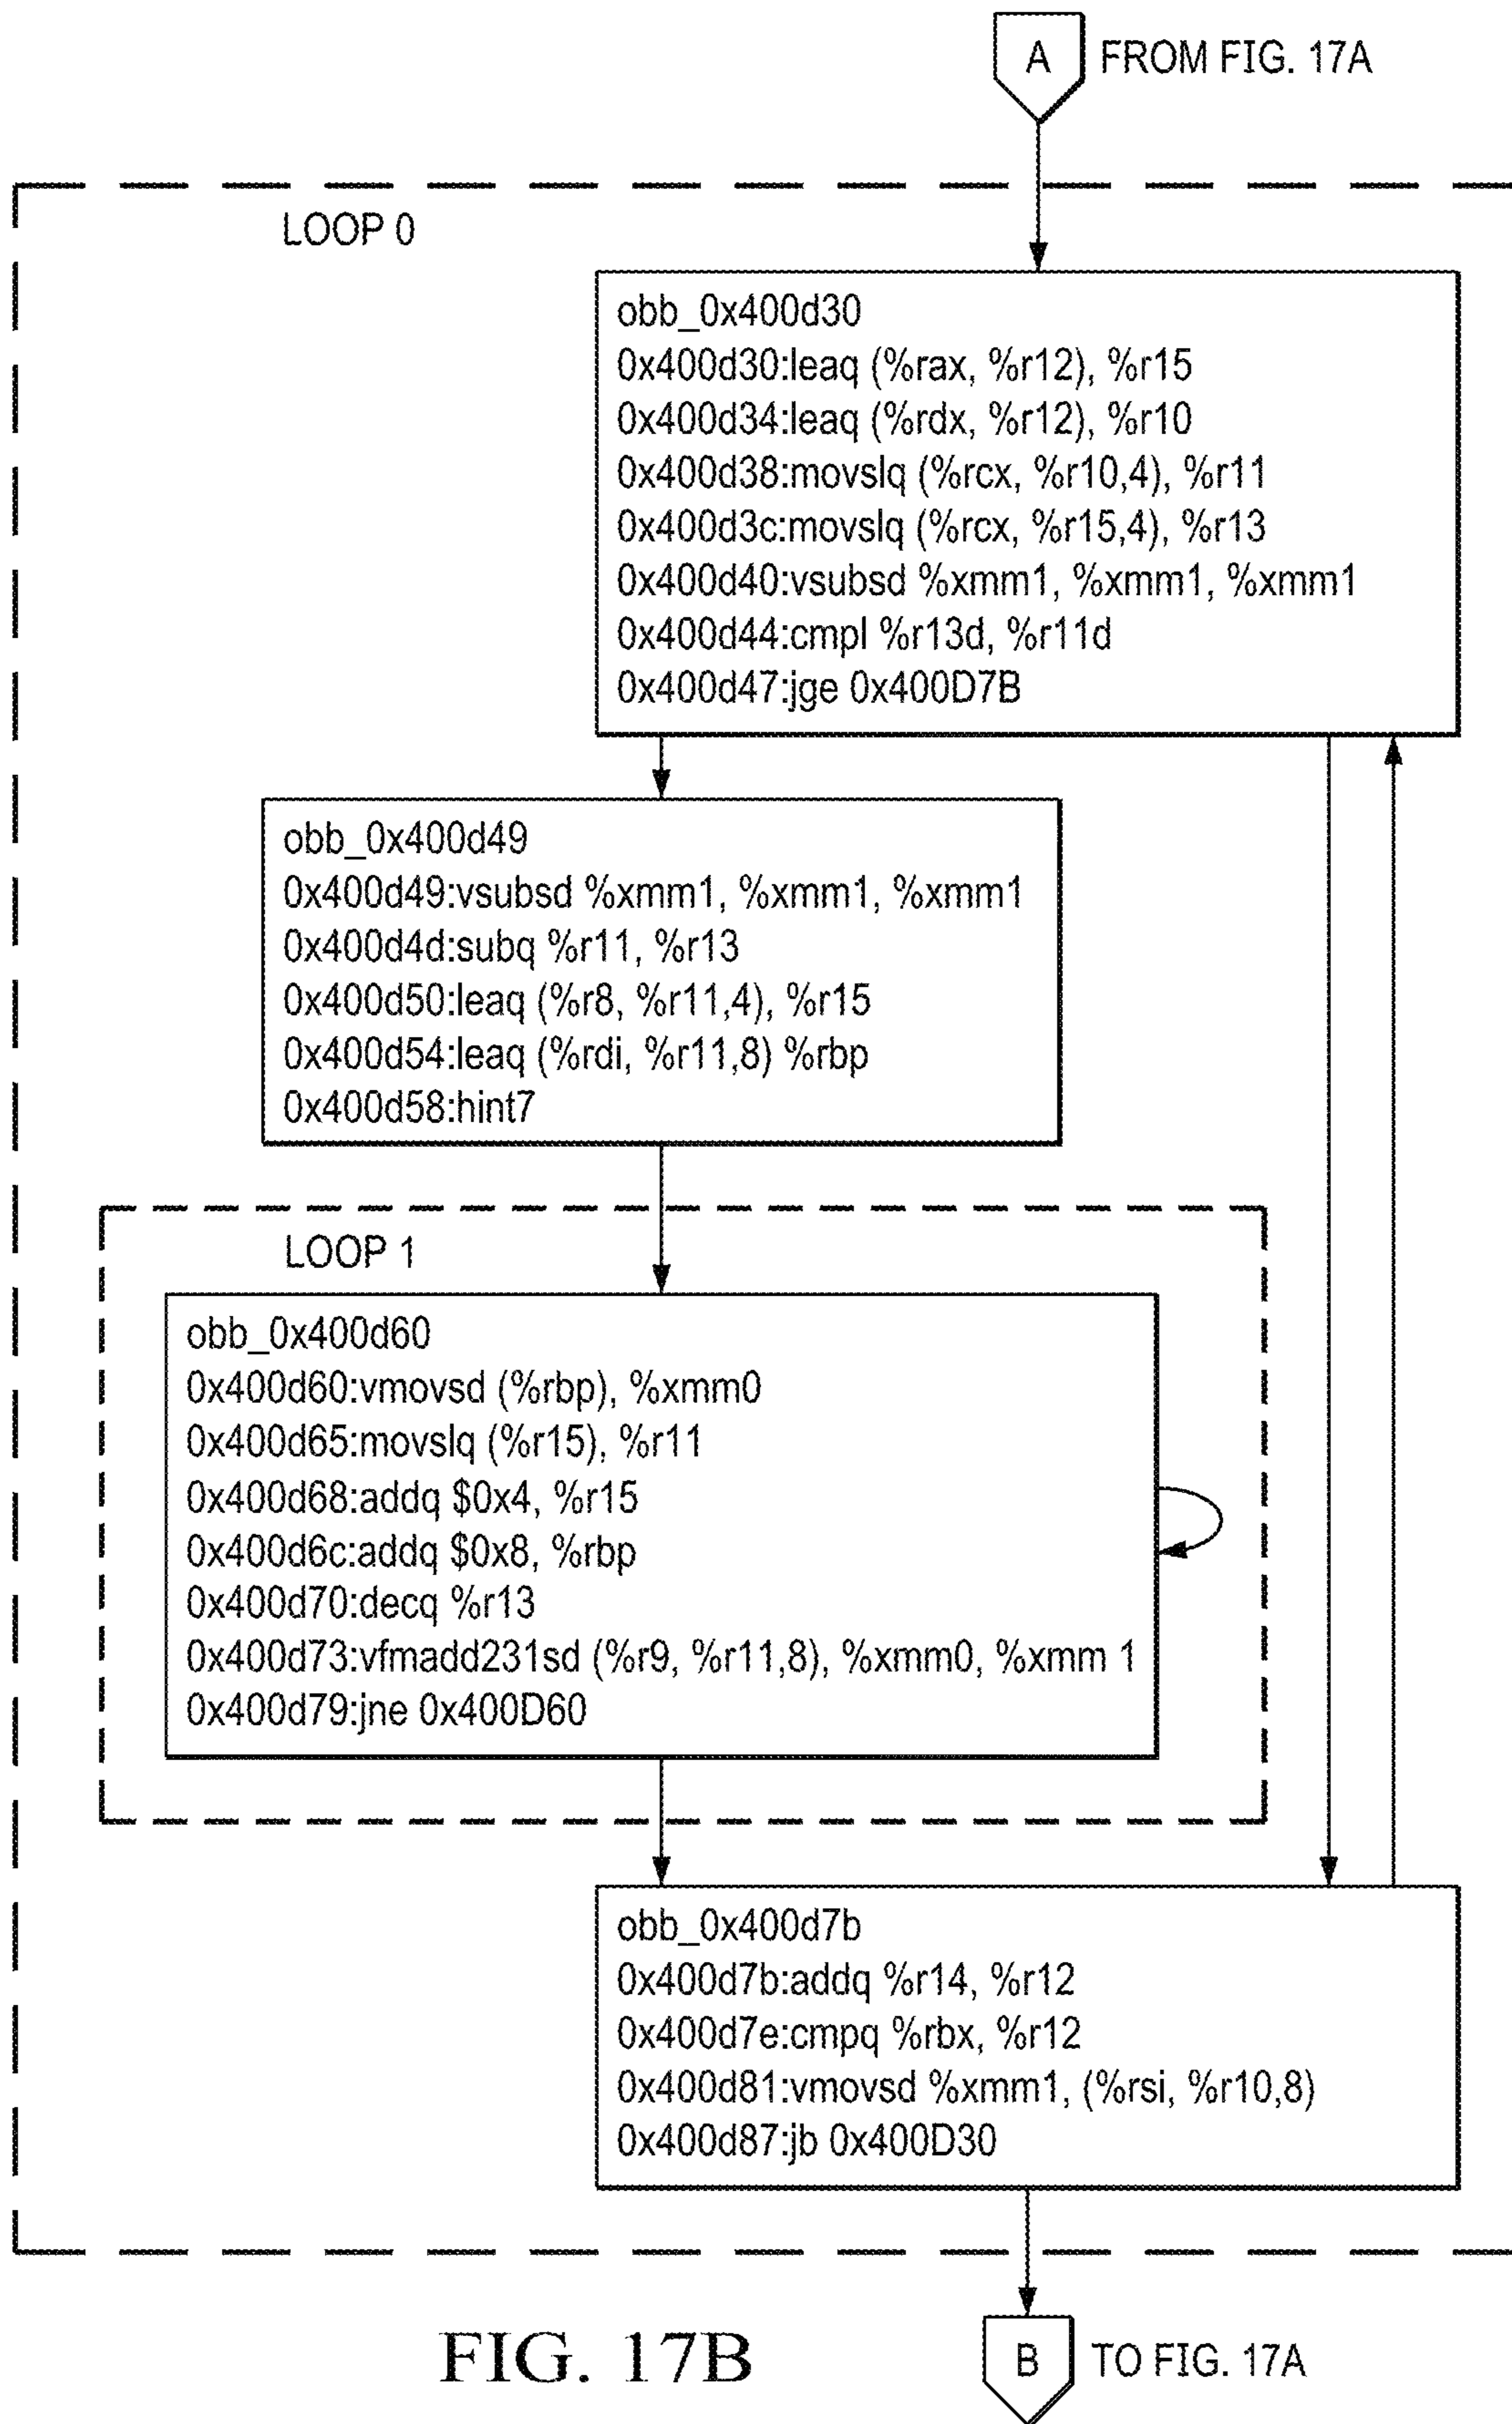 A FROM FIG. 17A
LOOP 0
obb_0x400d30
0x400d30:leaq (%rax, %r12), %r15
0x400d34:leaq (%rdx, %r12), %r10
0x400d38:movslq (%rcx, %r10,4), %r11
0x400d3c:movslq (%rcx, %r15,4), %r13
0x400d40:vsubsd %xmm1, %xmm1, %xmm1
0x400d44:cmpl %r13d, %r11d
0x400d47:jge 0x400D7B
obb_0x400d49
0x400d49:vsubsd %xmm1, %xmm1, %xmm1
0x400d4d:subq %r11, %r13
0x400d50:leaq (%r8, %r11,4), %r15
0x400d54:leaq (%rdi, %r11,8) %rbp
0x400d58:hint7
LOOP 1
obb_0x400d60
0x400d60:vmovsd (%rbp), %xmm0
0x400d65:movslq (%r15), %r11
0x400d68:addq $0x4, %r15
0x400d6c:addq $0x8, %rbp
0x400d70:decq %r13
0x400d73:vfmadd231sd (%r9, %r11,8), %xmm0, %xmm 1
0x400d79:jne 0x400D60
obb_0x400d7b
0x400d7b:addq %r14, %r12
0x400d7e:cmpq %rbx, %r12
0x400d81:vmovsd %xmm1, (%rsi, %r10,8)
0x400d87:jb 0x400D30
FIG. 17B
B TO FIG. 17A